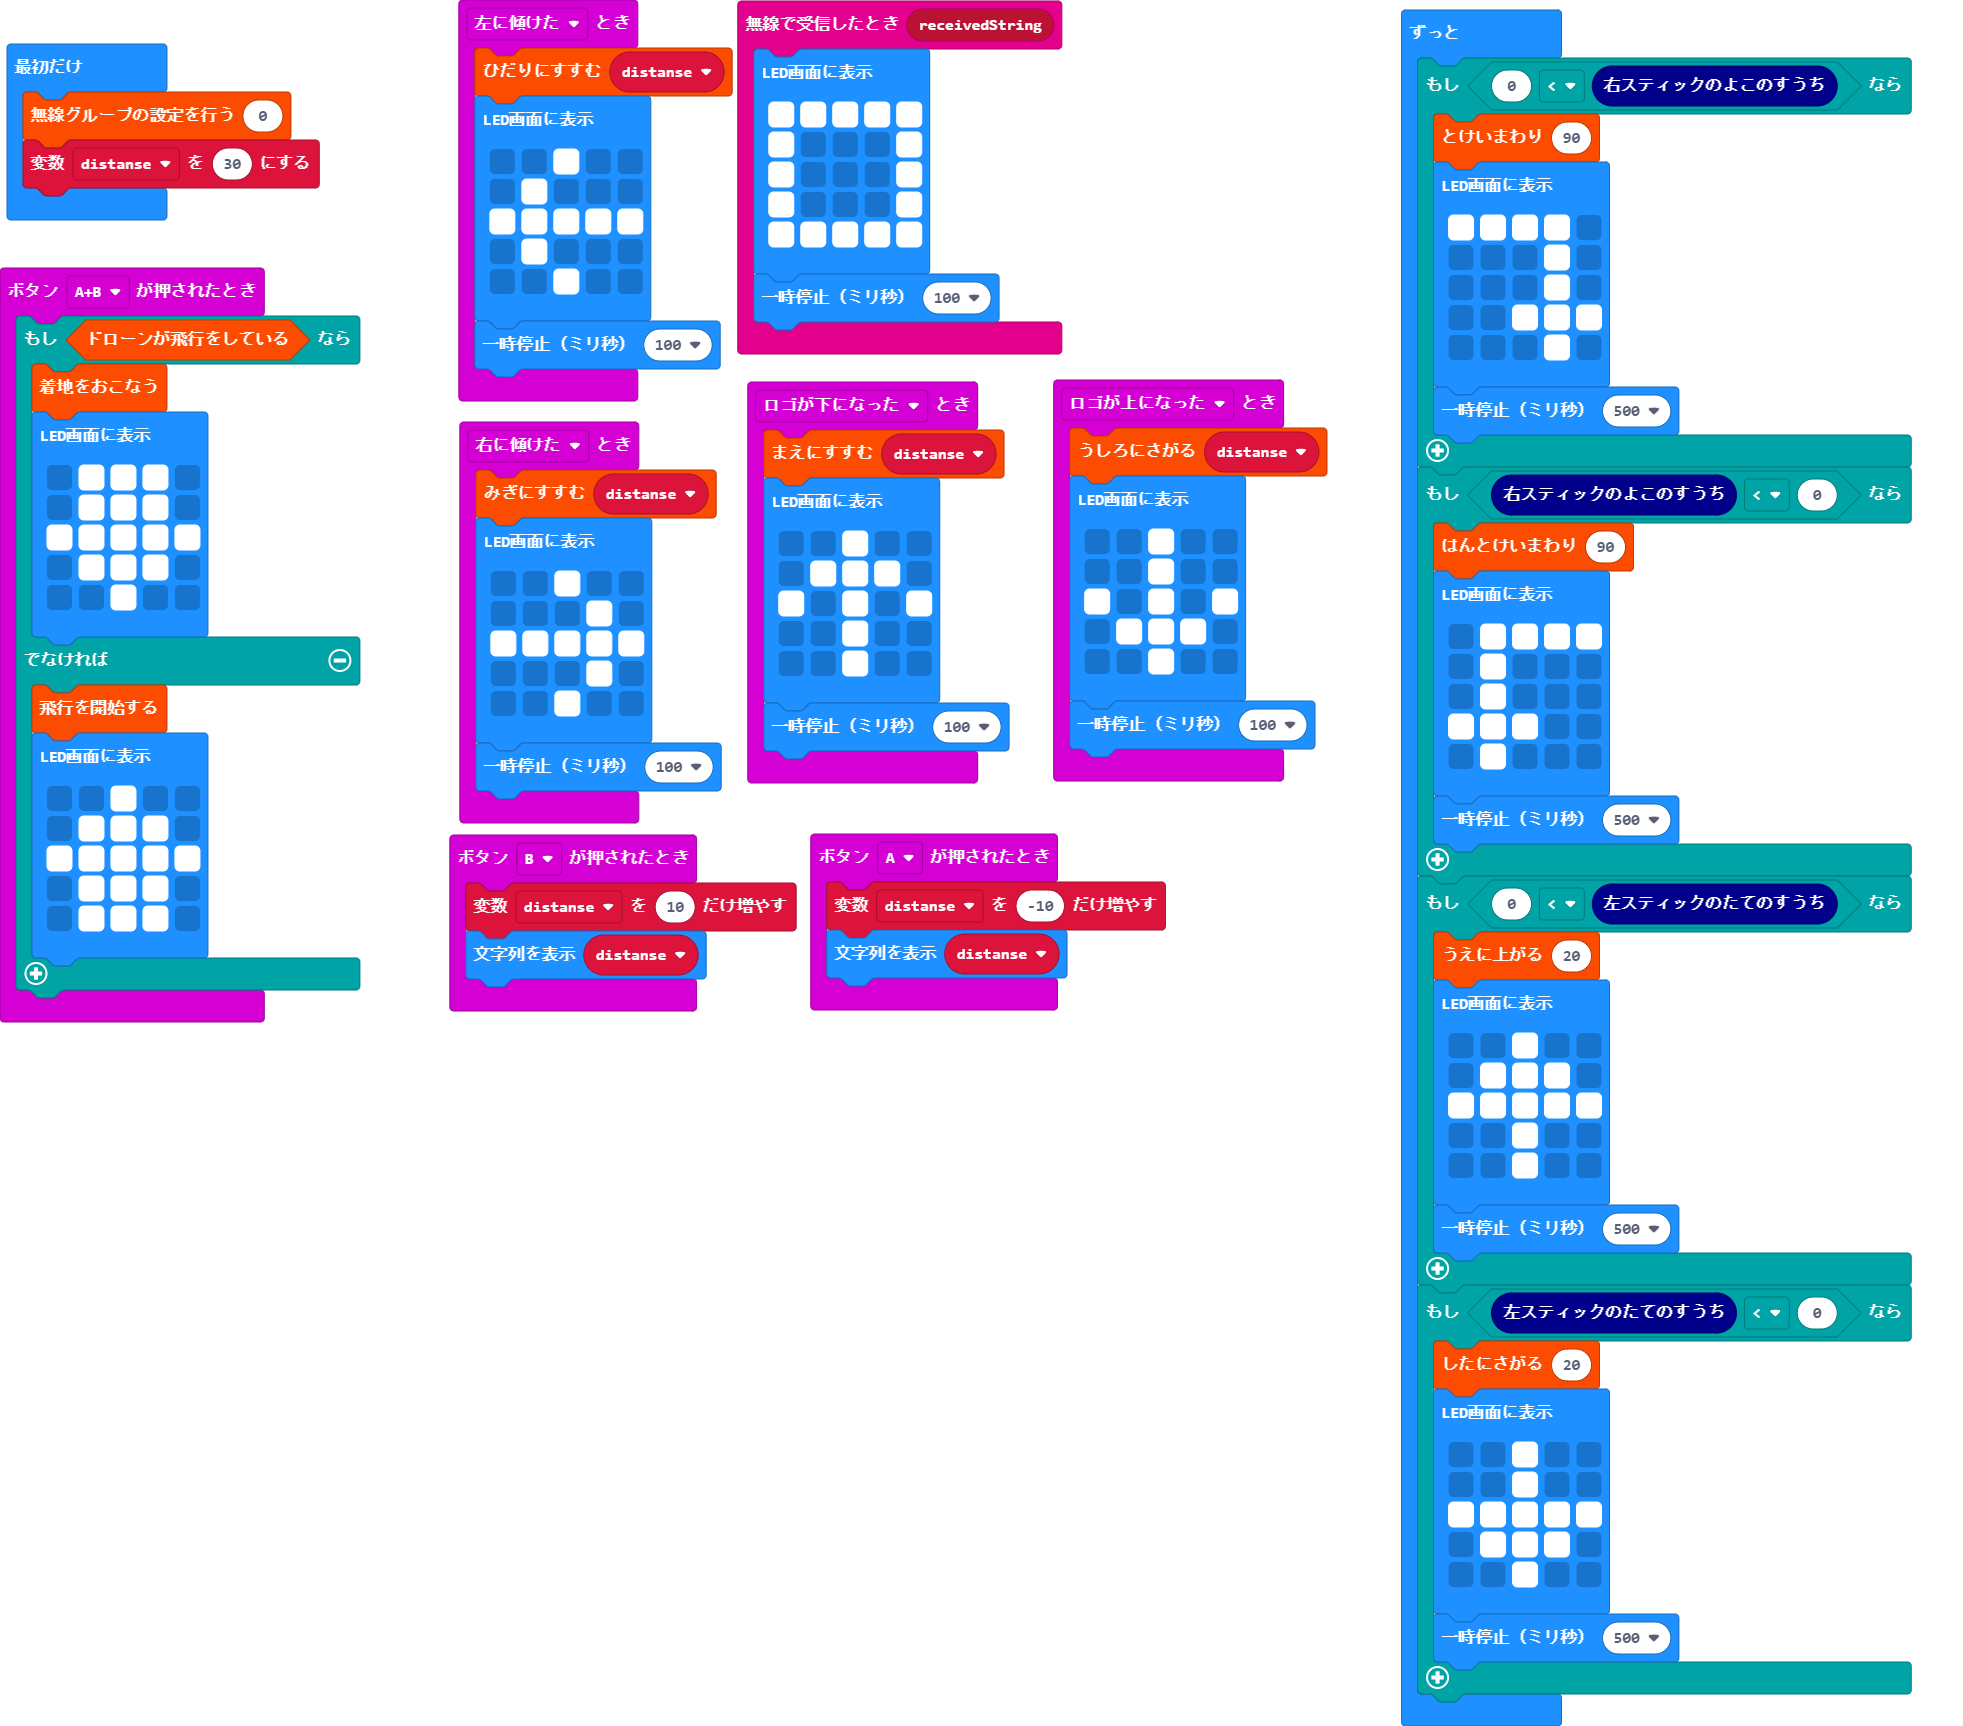 最初だけ
無線グループの設定を行う 0
変数 distanse を 30 にする
ボタン A+B が押されたとき
もし ドローンが飛行をしている なら
着地をおこなう
LED画面に表示
でなければ
飛行を開始する
LED画面に表示
左に傾けた とき
ひだりにすすむ distanse
LED画面に表示
一時停止（ミリ秒） 100
右に傾けた とき
みぎにすすむ distanse
LED画面に表示
一時停止（ミリ秒） 100
無線で受信したとき receivedString
LED画面に表示
一時停止（ミリ秒） 100
ロゴが下になった とき
まえにすすむ distanse
LED画面に表示
一時停止（ミリ秒） 100
ロゴが上になった とき
うしろにさがる distanse
LED画面に表示
一時停止（ミリ秒） 100
ボタン B が押されたとき
変数 distanse を 10 だけ増やす
文字列を表示 distanse
ボタン A が押されたとき
変数 distanse を -10 だけ増やす
文字列を表示 distanse
ずっと
もし 0 < 右スティックのよこのすうち なら
とけいまわり 90
LED画面に表示
一時停止（ミリ秒） 500
もし 右スティックのよこのすうち < 0 なら
はんとけいまわり 90
LED画面に表示
一時停止（ミリ秒） 500
もし 0 < 左スティックのたてのすうち なら
うえに上がる 20
LED画面に表示
一時停止（ミリ秒） 500
もし 左スティックのたてのすうち < 0 なら
したにさがる 20
LED画面に表示
一時停止（ミリ秒） 500